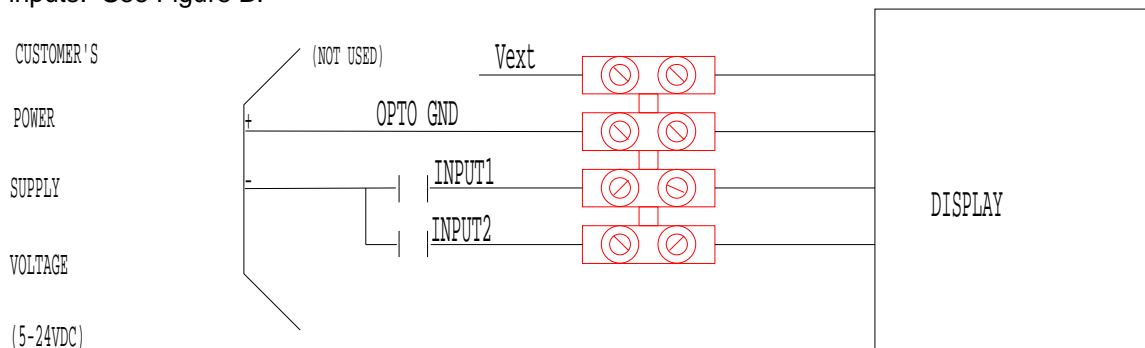 inputs. See Figure B.
CUSTOMER'S
(NOT USED)
Vext
POWER
+
OPTO GND
SUPPLY
-
INPUT1
DISPLAY
INPUT2
VOLTAGE
(5-24VDC)